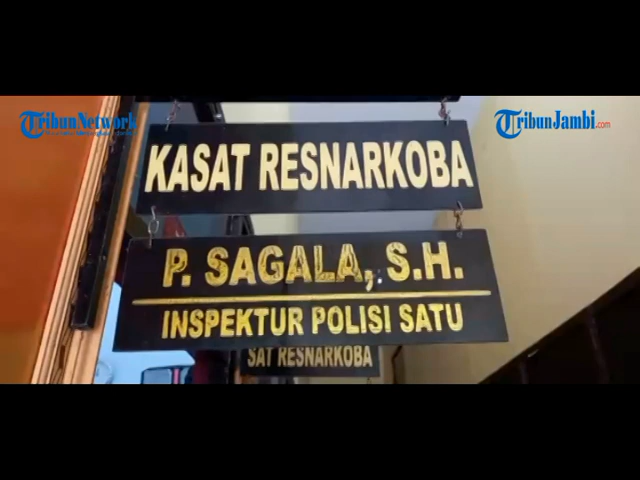 TribunNetwork
TribunJambi.com
KASAT RESNARKOBA
P. SAGALA, S.H.
INSPEKTUR POLISI SATU
SAT RESNARKOBA